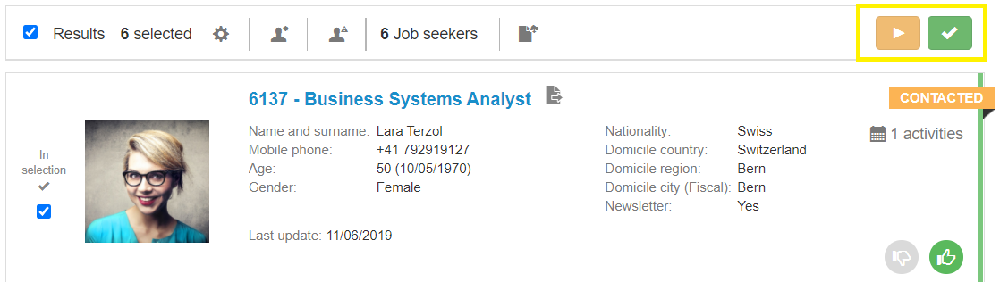 Results 6 selected 6 Job seekers
6137 - Business Systems Analyst
CONTACTED
Name and surname: Lara Terzol Nationality: Swiss 1 activities
Mobile phone: +41 792919127 Domicile country: Switzerland
In Age: 50 (10/05/1970) Domicile region: Bern
selection Gender: Female Domicile city (Fiscal): Bern
Newsletter: Yes
Last update: 11/06/2019